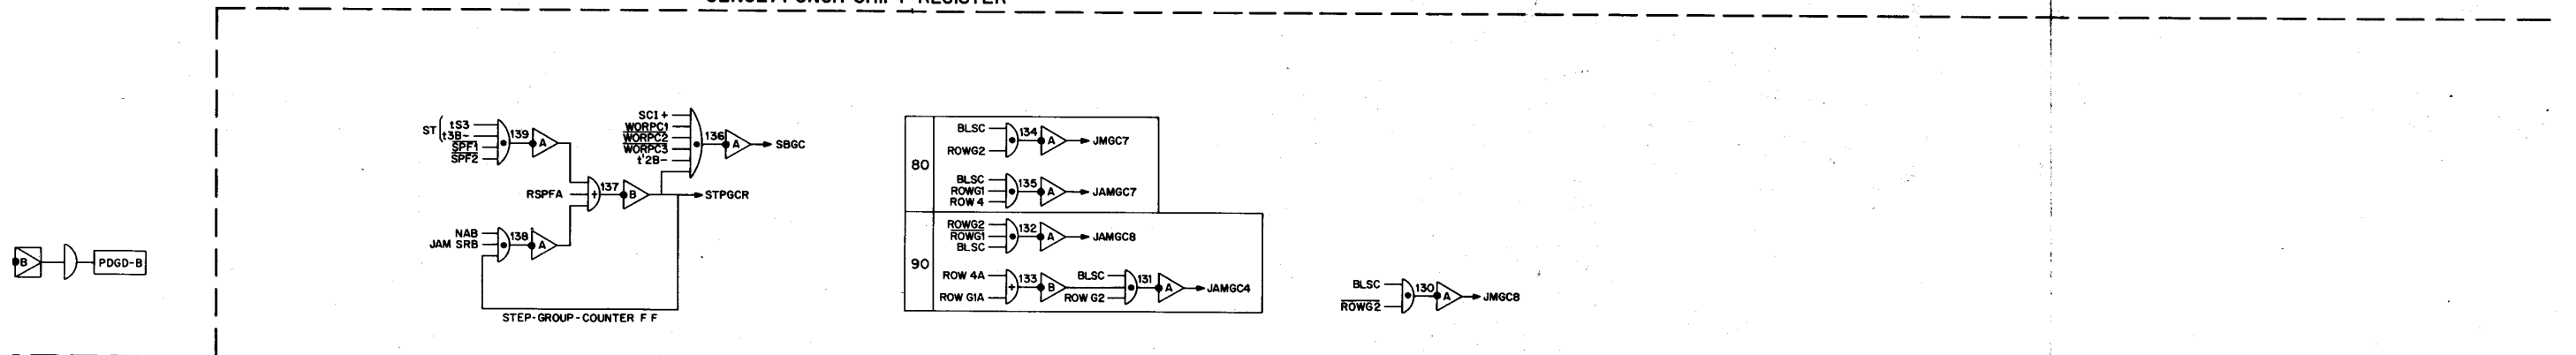 ST
tS3
t3B-
SPF1
SPF2
139
A
SCI +
WORPC1
WORPC2
WORPC3
t'2B-
136
A
SBGC
RSPFA
137
B
STPGCR
NAB
JAM SRB
138
A
STEP-GROUP-COUNTER F F
B
PDGD-B
80
BLSC
ROWG2
134
A
JMGC7
BLSC
ROWG1
ROW 4
135
A
JAMGC7
90
ROWG2
ROWG1
BLSC
132
A
JAMGC8
ROW 4A
ROW G1A
133
B
BLSC
ROW G2
131
A
JAMGC4
BLSC
ROWG2
130
A
JMGC8